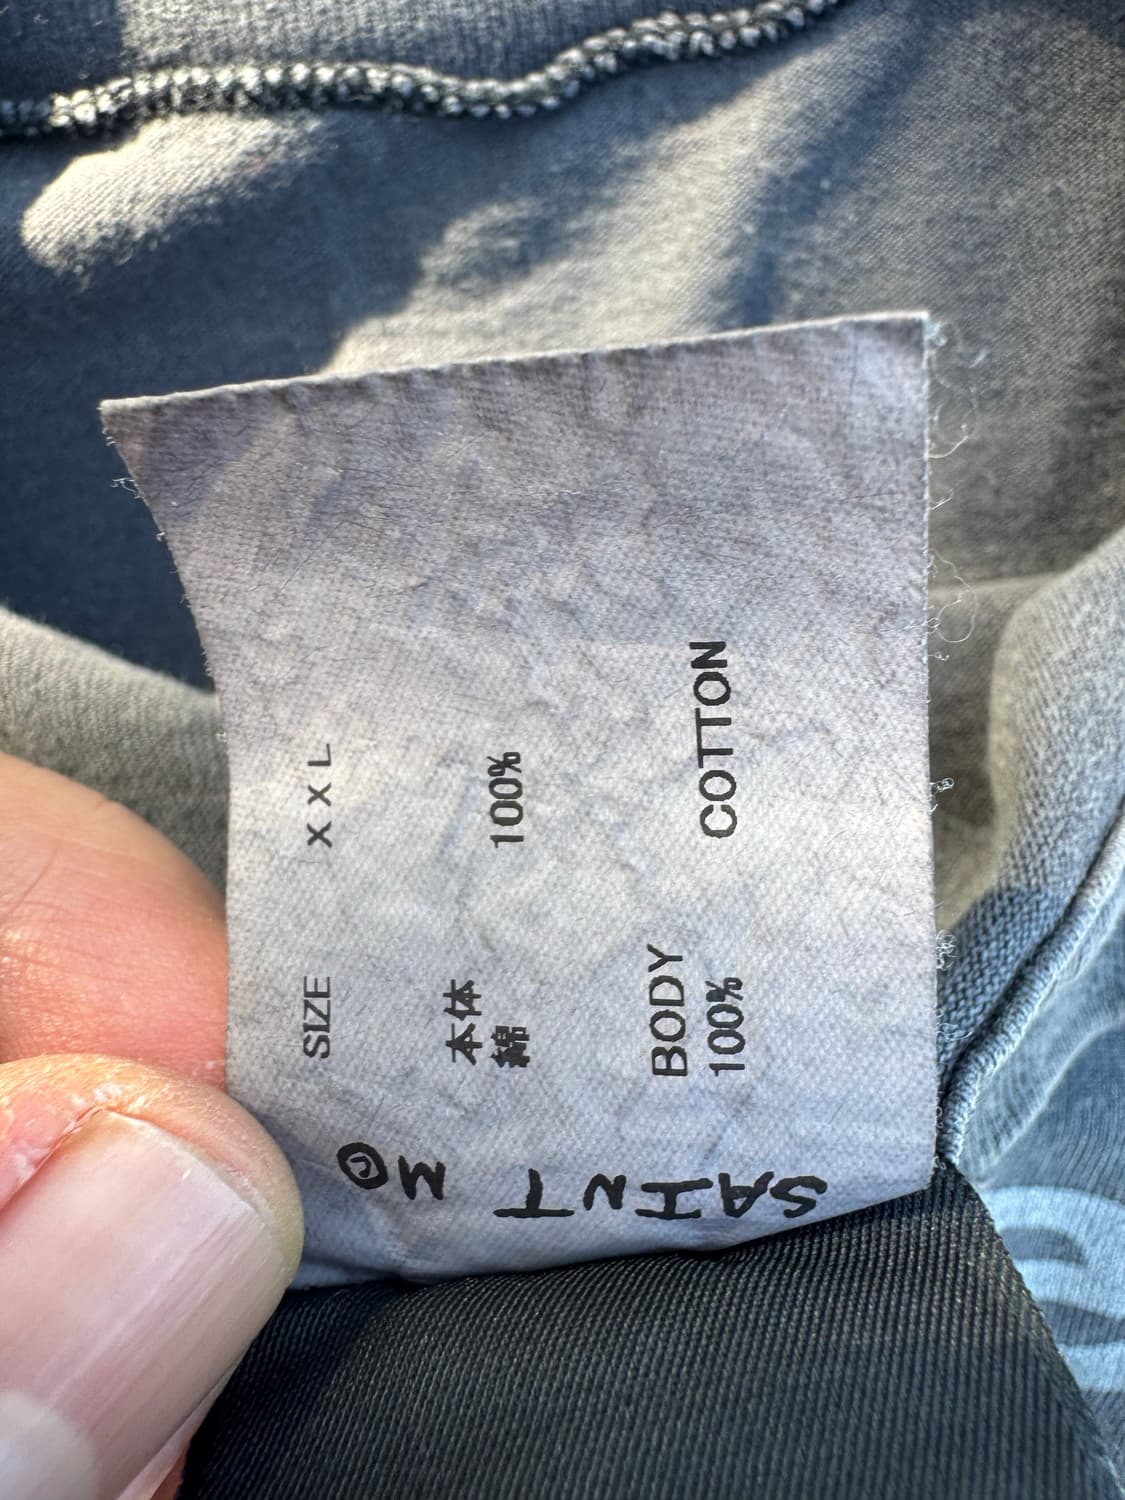 SIZE XXL
本体
綿 100%
BODY
100% COTTON
SAINT M©